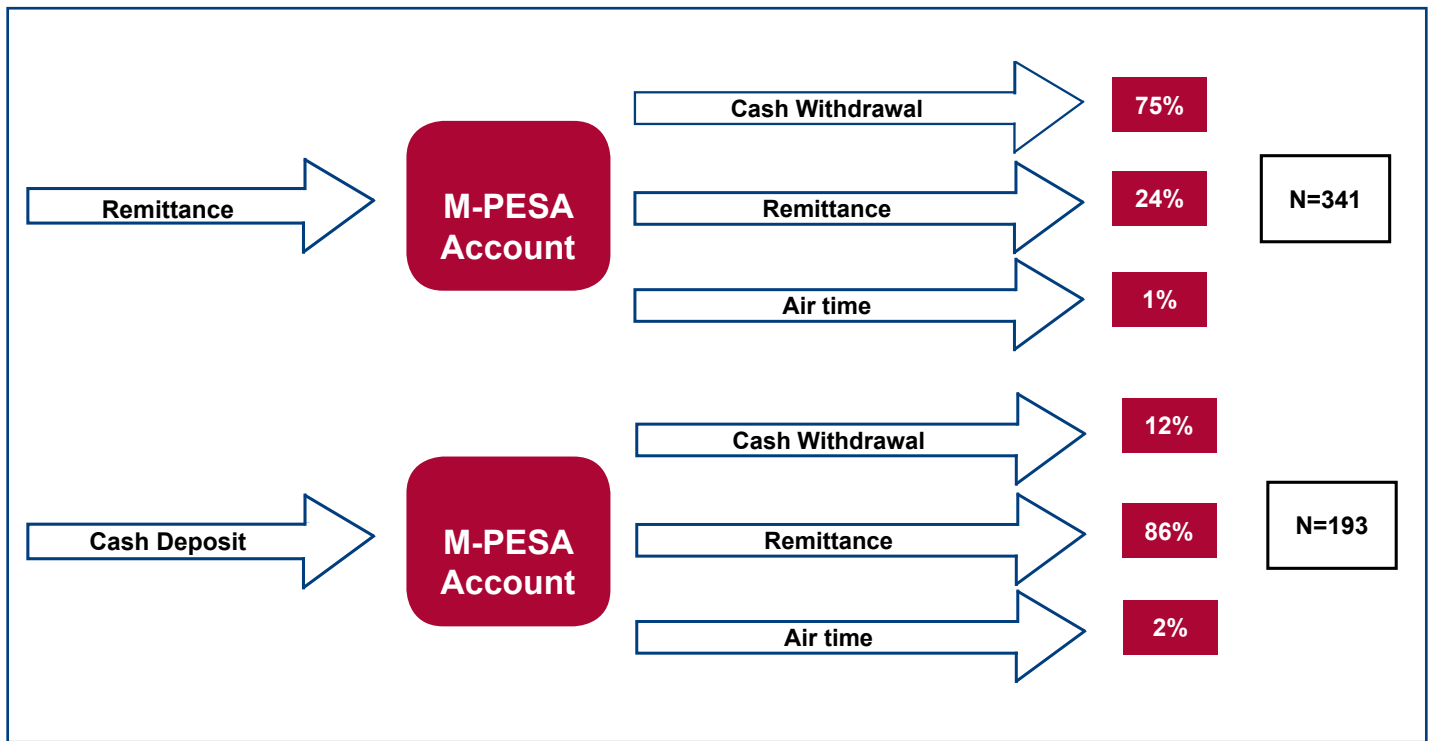 Cash Withdrawal
75%
Remittance
M-PESA
Account
Remittance
24%
N=341
Air time
1%
Cash Withdrawal
12%
Cash Deposit
M-PESA
Account
Remittance
86%
N=193
Air time
2%